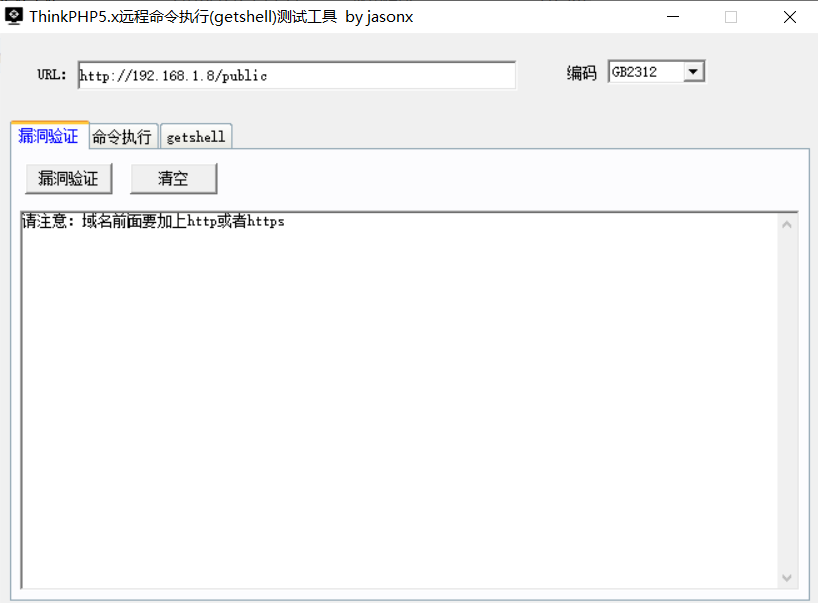 ThinkPHP5.x远程命令执行(getshell)测试工具 by jasonx
URL: http://192.168.1.8/public 编码 GB2312
漏洞验证 命令执行 getshell
漏洞验证 清空
请注意：域名前面要加上http或者https